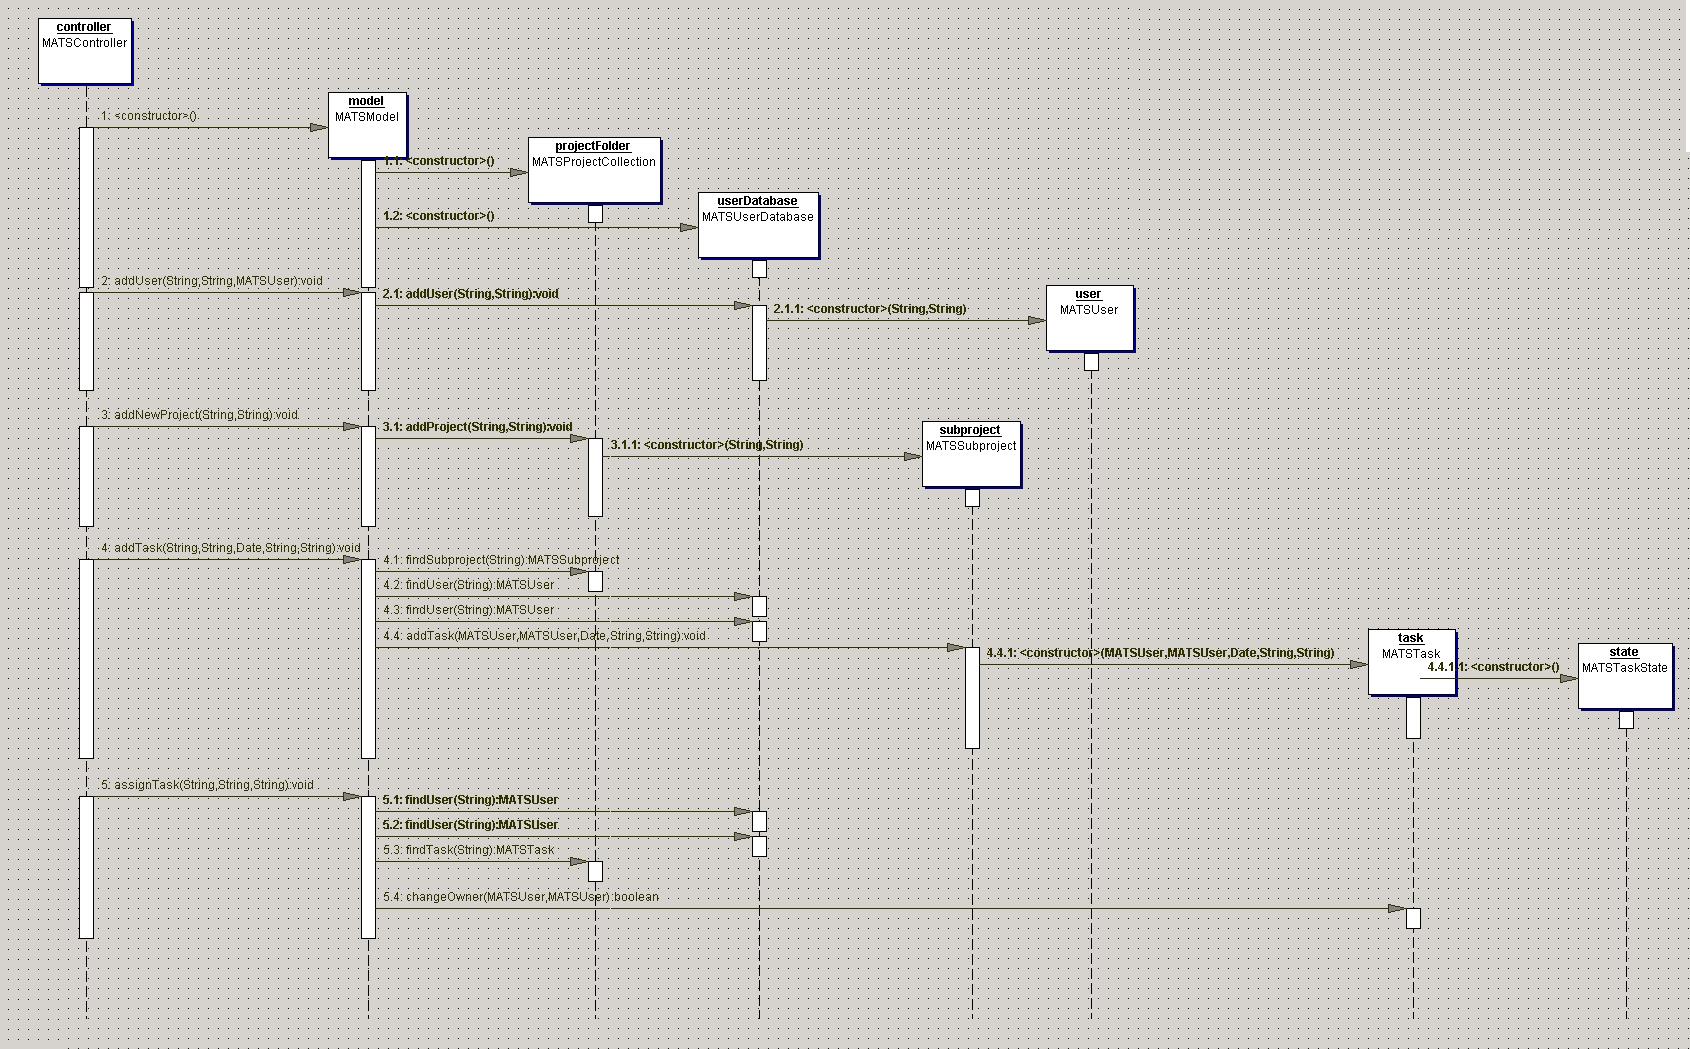 controller
MATSController
model
MATSModel
1: <constructor>()
projectFolder
MATSProjectCollection
1.1: <constructor>()
userDatabase
MATSUserDatabase
1.2: <constructor>()
2: addUser(String,String,MATSUser):void
2.1: addUser(String,String):void
user
MATSUser
2.1.1: <constructor>(String,String)
3: addNewProject(String,String):void
3.1: addProject(String,String):void
subproject
MATSSubproject
3.1.1: <constructor>(String,String)
4: addTask(String,String,Date,String,String):void
4.1: findSubproject(String):MATSSubproject
4.2: findUser(String):MATSUser
4.3: findUser(String):MATSUser
4.4: addTask(MATSUser,MATSUser,Date,String,String):void
task
MATSTask
4.4.1: <constructor>(MATSUser,MATSUser,Date,String,String)
state
MATSTaskState
4.4.1.1: <constructor>()
5: assignTask(String,String,String):void
5.1: findUser(String):MATSUser
5.2: findUser(String):MATSUser
5.3: findTask(String):MATSTask
5.4: changeOwner(MATSUser,MATSUser):boolean